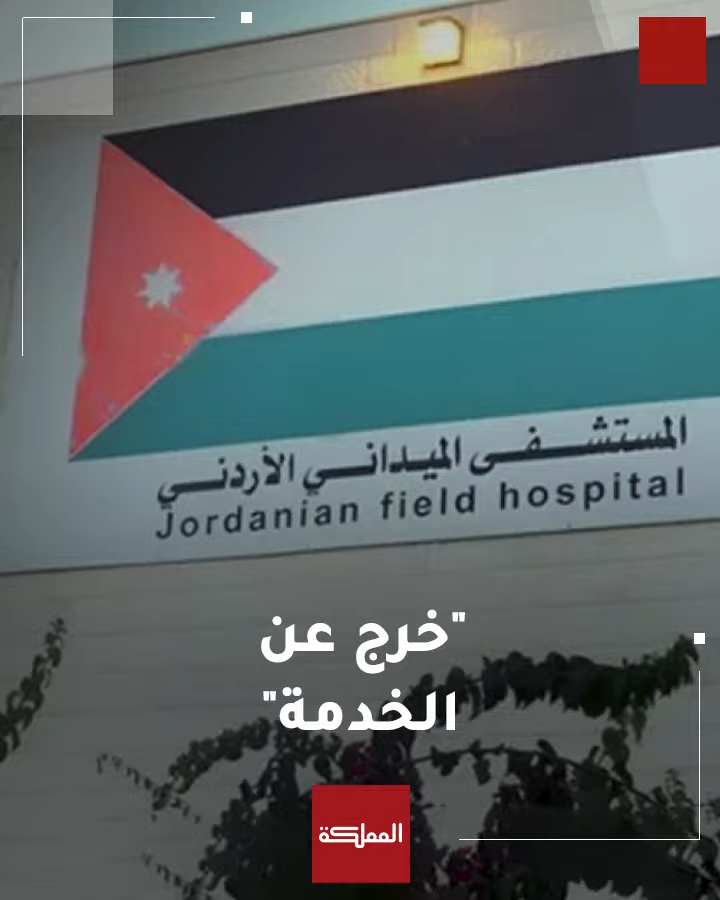 المستشفى الميداني الأردني
Jordanian field hospital
"خرج عن
الخدمة"
المملكة